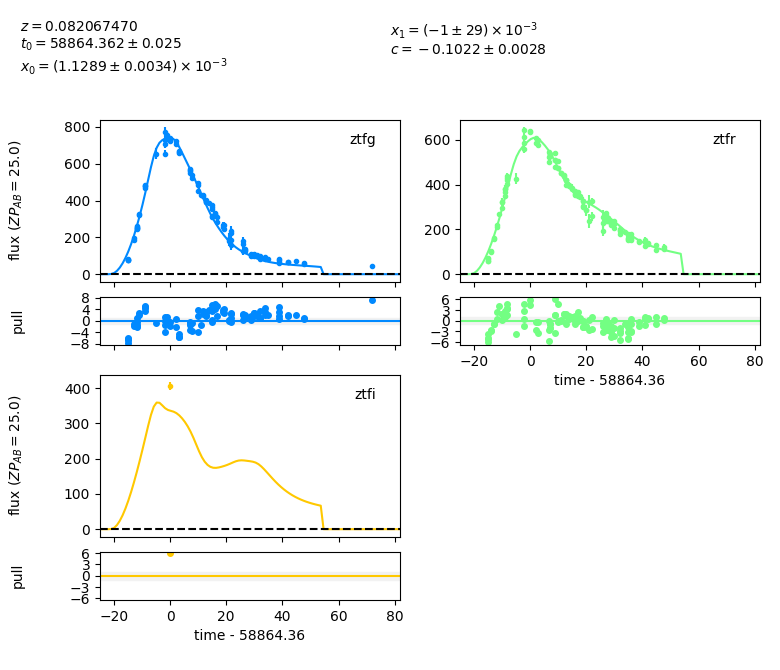 z = 0.082067470
t₀ = 58864.362 ± 0.025
x₀ = (1.1289 ± 0.0034) × 10⁻³
x₁ = (−1 ± 29) × 10⁻³
c = −0.1022 ± 0.0028
flux (ZP_AB = 25.0)
800
600
400
200
0
ztfg
600
400
200
0
ztfr
pull
8
4
0
−4
−8
6
3
0
−3
−6
−20 0 20 40 60 80
time - 58864.36
flux (ZP_AB = 25.0)
400
300
200
100
0
ztfi
pull
6
3
0
−3
−6
−20 0 20 40 60 80
time - 58864.36